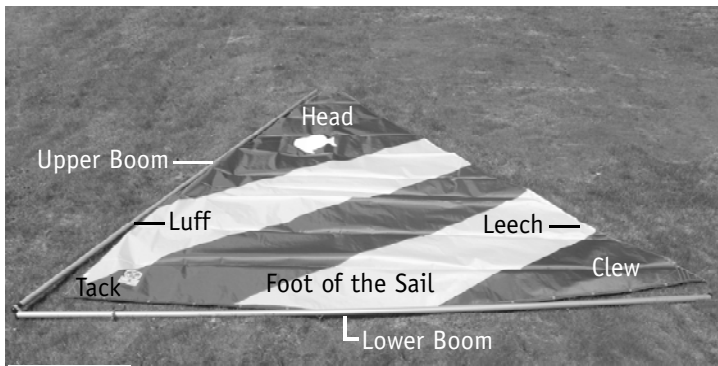 Head
Upper Boom
Luff
Leech
Clew
Tack
Foot of the Sail
Lower Boom